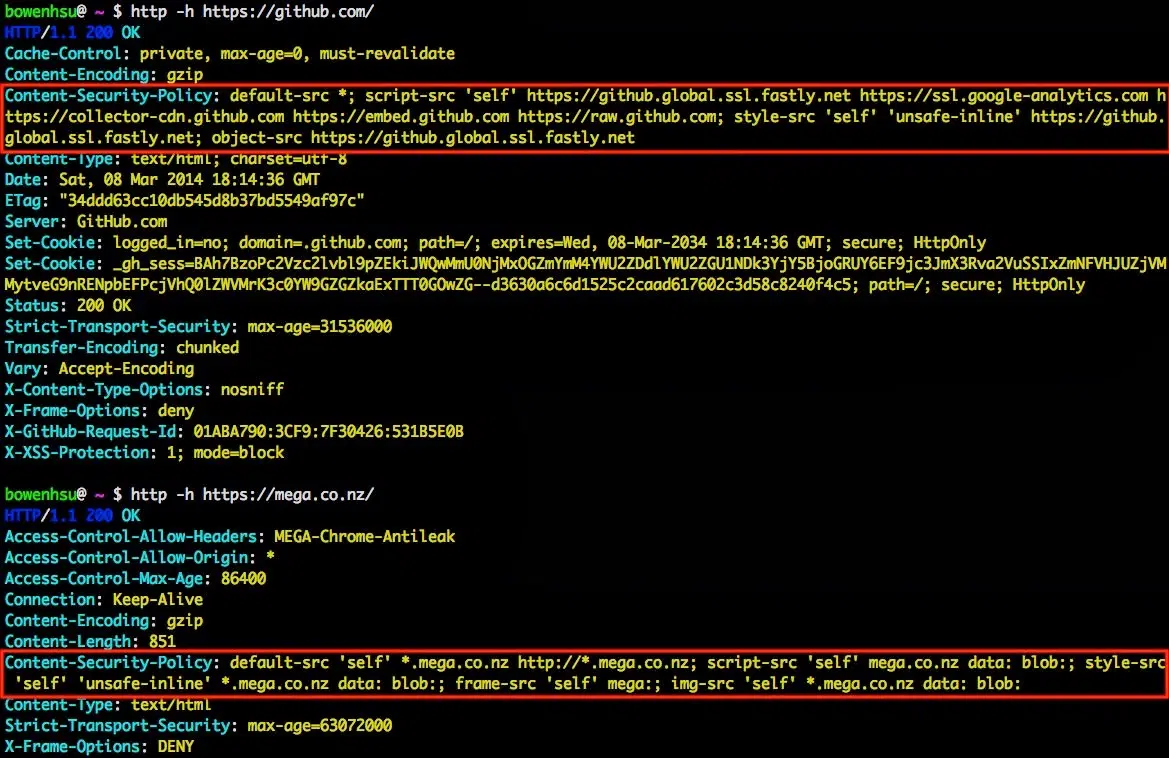 bowenhsu@ ~ $ http -h https://github.com/
HTTP/1.1 200 OK
Cache-Control: private, max-age=0, must-revalidate
Content-Encoding: gzip
Content-Security-Policy: default-src *; script-src 'self' https://github.global.ssl.fastly.net https://ssl.google-analytics.com h
ttps://collector-cdn.github.com https://embed.github.com https://raw.github.com; style-src 'self' 'unsafe-inline' https://github.
global.ssl.fastly.net; object-src https://github.global.ssl.fastly.net
Content-Type: text/html; charset=utf-8
Date: Sat, 08 Mar 2014 18:14:36 GMT
ETag: "34ddd63cc10db545d8b37bd5549af97c"
Server: GitHub.com
Set-Cookie: logged_in=no; domain=.github.com; path=/; expires=Wed, 08-Mar-2034 18:14:36 GMT; secure; HttpOnly
Set-Cookie: _gh_sess=BAh7BzoPc2Vzc2lvbl9pZEkiJWQwMmU0NjMxOGZmYmM4YWU2ZDdlYWU2ZGU1NDk3YjY5BjoGRUY6EF9jc3JmX3Rva2VuSSIxZmNFVHJUZjVM
MytveG9nRENpbEFPcjVhQ0lZWVMrK3c0YW9GZGZkaExTTT0GOwZG--d3630a6c6d1525c2caad617602c3d58c8240f4c5; path=/; secure; HttpOnly
Status: 200 OK
Strict-Transport-Security: max-age=31536000
Transfer-Encoding: chunked
Vary: Accept-Encoding
X-Content-Type-Options: nosniff
X-Frame-Options: deny
X-GitHub-Request-Id: 01ABA790:3CF9:7F30426:531B5E0B
X-XSS-Protection: 1; mode=block
bowenhsu@ ~ $ http -h https://mega.co.nz/
HTTP/1.1 200 OK
Access-Control-Allow-Headers: MEGA-Chrome-Antileak
Access-Control-Allow-Origin: *
Access-Control-Max-Age: 86400
Connection: Keep-Alive
Content-Encoding: gzip
Content-Length: 851
Content-Security-Policy: default-src 'self' *.mega.co.nz http://*.mega.co.nz; script-src 'self' mega.co.nz data: blob:; style-src
 'self' 'unsafe-inline' *.mega.co.nz data: blob:; frame-src 'self' mega:; img-src 'self' *.mega.co.nz data: blob:
Content-Type: text/html
Strict-Transport-Security: max-age=63072000
X-Frame-Options: DENY